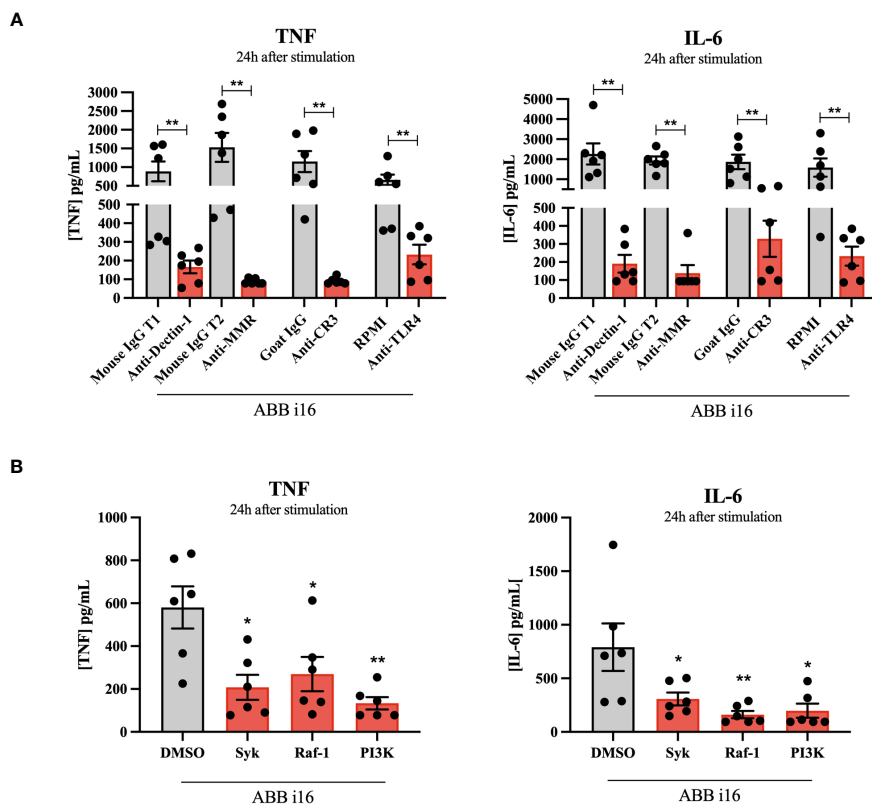 A
TNF
24h after stimulation
[TNF] pg/mL
3000
2500
2000
1500
1000
500
500
400
300
200
100
0
** ** ** **
Mouse IgG T1
Anti-Dectin-1
Mouse IgG T2
Anti-MMR
Goat IgG
Anti-CR3
RPMI
Anti-TLR4
ABB i16
IL-6
24h after stimulation
[IL-6] pg/mL
5000
4000
3000
2000
1000
500
400
300
200
100
0
** ** ** **
Mouse IgG T1
Anti-Dectin-1
Mouse IgG T2
Anti-MMR
Goat IgG
Anti-CR3
RPMI
Anti-TLR4
ABB i16
B
TNF
24h after stimulation
[TNF] pg/mL
1000
800
600
400
200
0
* * **
DMSO Syk Raf-1 PI3K
ABB i16
IL-6
24h after stimulation
[IL-6] pg/mL[
2000
1500
1000
500
0
* ** *
DMSO Syk Raf-1 PI3K
ABB i16